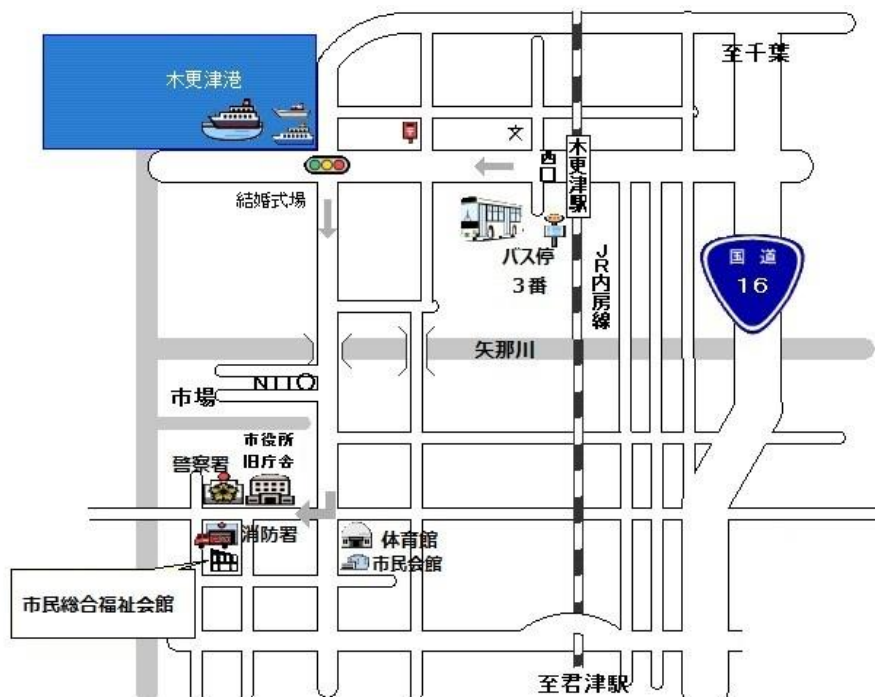 至千葉
木更津港
文
木更津駅
西口
結婚式場
国道
16
バス停
3番
JR内房線
矢那川
NTT〇
市場
市役所
旧庁舎
警察署
消防署
体育館
市民会館
市民総合福祉会館
至君津駅